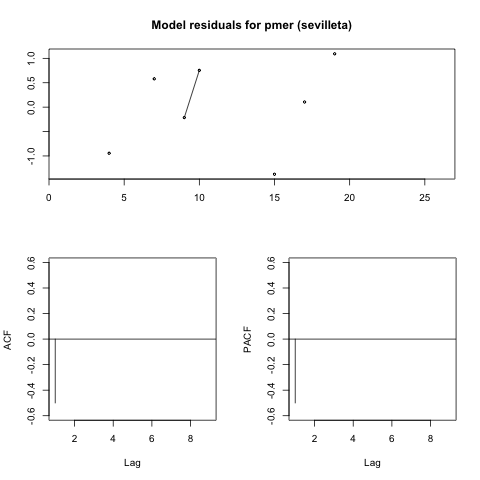 Model residuals for pmer (sevilleta)
1.0
0.5
0.0
-1.0
0 5 10 15 20 25
0.6 0.6
0.4 0.4
0.2 0.2
ACF 0.0 PACF 0.0
-0.2 -0.2
-0.4 -0.4
-0.6 -0.6
2 4 6 8 2 4 6 8
Lag Lag